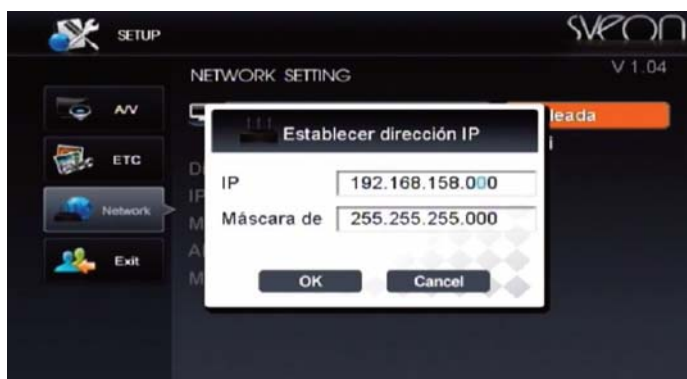 SETUP
sveon
V 1.04
NETWORK SETTING
leada
A/V
ETC
Network
Exit
Establecer dirección IP
IP 192.168.158.000
Máscara de 255.255.255.000
OK Cancel